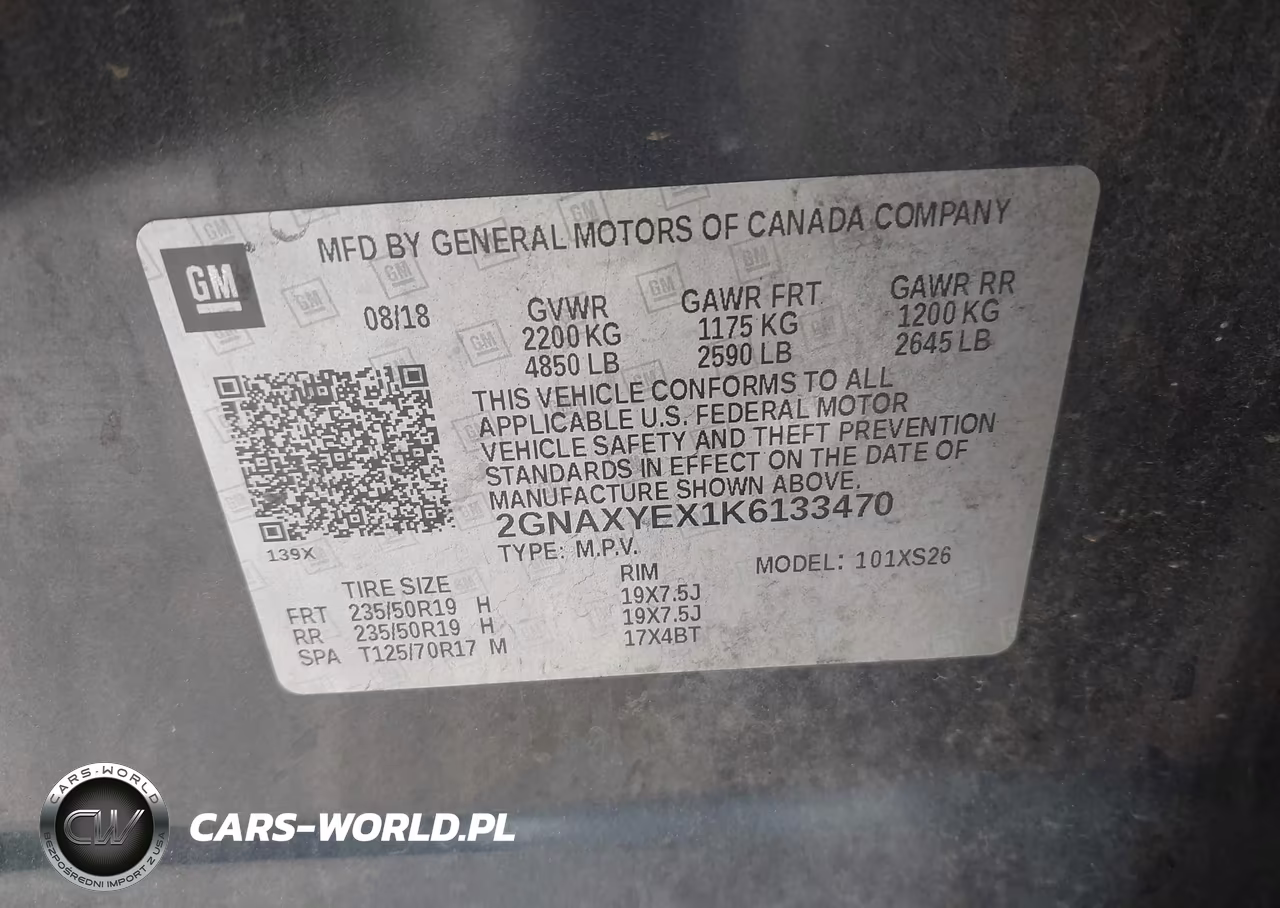 MFD BY GENERAL MOTORS OF CANADA COMPANY
GM
08/18
GVWR GAWR FRT GAWR RR
2200 KG 1175 KG 1200 KG
4850 LB 2590 LB 2645 LB
THIS VEHICLE CONFORMS TO ALL
APPLICABLE U.S. FEDERAL MOTOR
VEHICLE SAFETY AND THEFT PREVENTION
STANDARDS IN EFFECT ON THE DATE OF
MANUFACTURE SHOWN ABOVE.
2GNAXYEX1K6133470
139X
TYPE: M.P.V. MODEL: 101XS26
TIRE SIZE RIM
FRT 235/50R19 H 19X7.5J
RR 235/50R19 H 19X7.5J
SPA T125/70R17 M 17X4BT
CARS-WORLD
CW
BEZPOŚREDNI IMPORT Z USA
CARS-WORLD.PL